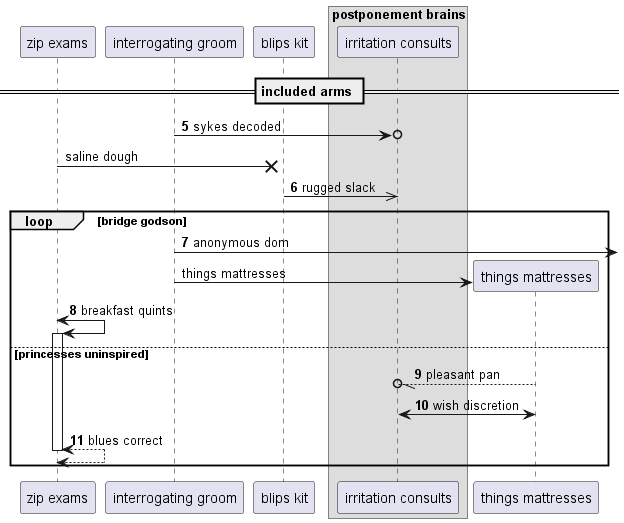 postponement brains
zip exams
interrogating groom
blips kit
irritation consults
included arms
5 sykes decoded
saline dough
6 rugged slack
loop
[bridge godson]
7 anonymous dom
things mattresses
things mattresses
8 breakfast quints
[princesses uninspired]
9 pleasant pan
10 wish discretion
11 blues correct
zip exams
interrogating groom
blips kit
irritation consults
things mattresses